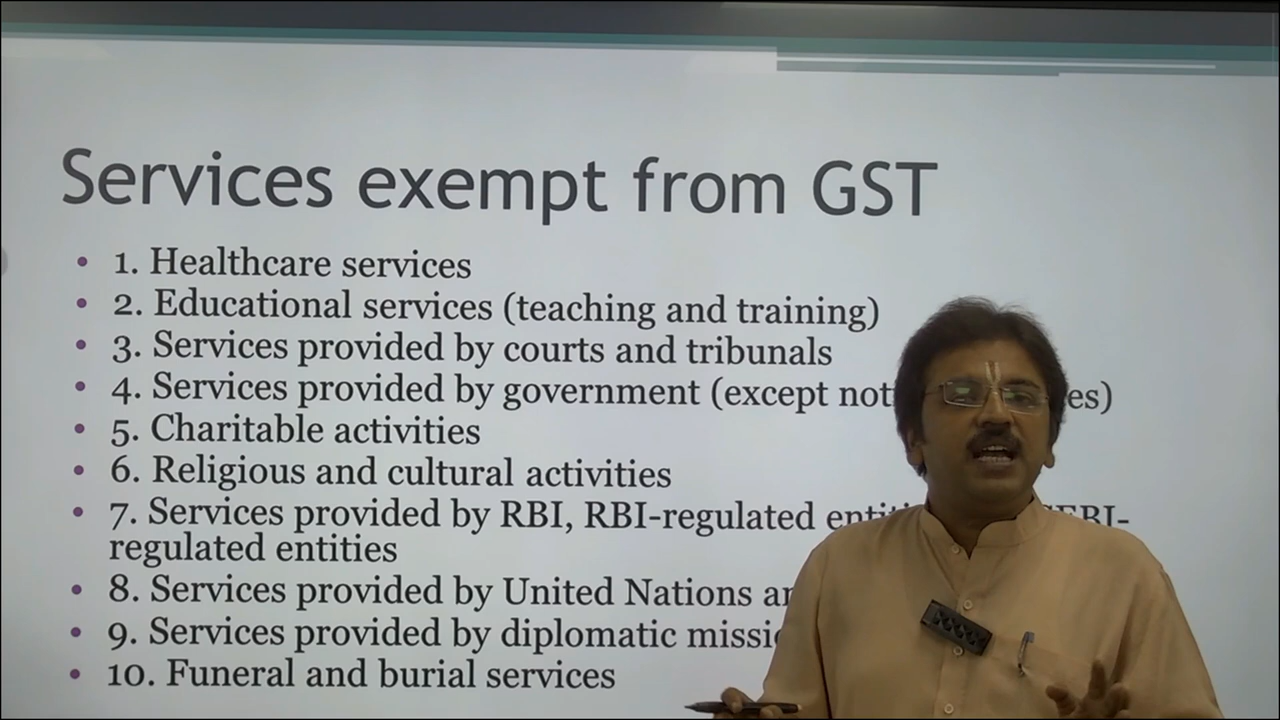 Services exempt from GST
• 1. Healthcare services
• 2. Educational services (teaching and training)
• 3. Services provided by courts and tribunals
• 4. Services provided by government (except
• 5. Charitable activities
• 6. Religious and cultural activities
• 7. Services provided by RBI, RBI-regulated
regulated entities
• 8. Services provided by United Nations
• 9. Services provided by diplomatic
• 10. Funeral and burial services